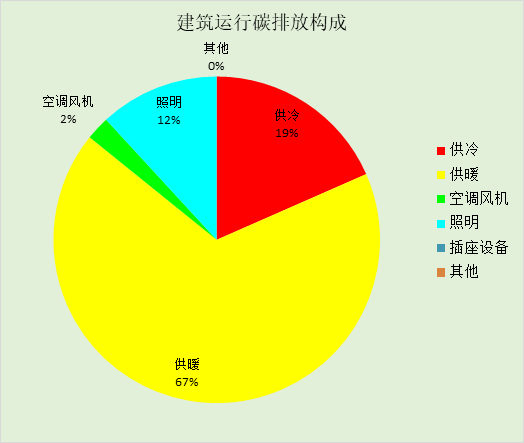 建筑运行碳排放构成
其他
0%
空调风机
2%
照明
12%
供冷
19%
供暖
67%
供冷
供暖
空调风机
照明
插座设备
其他